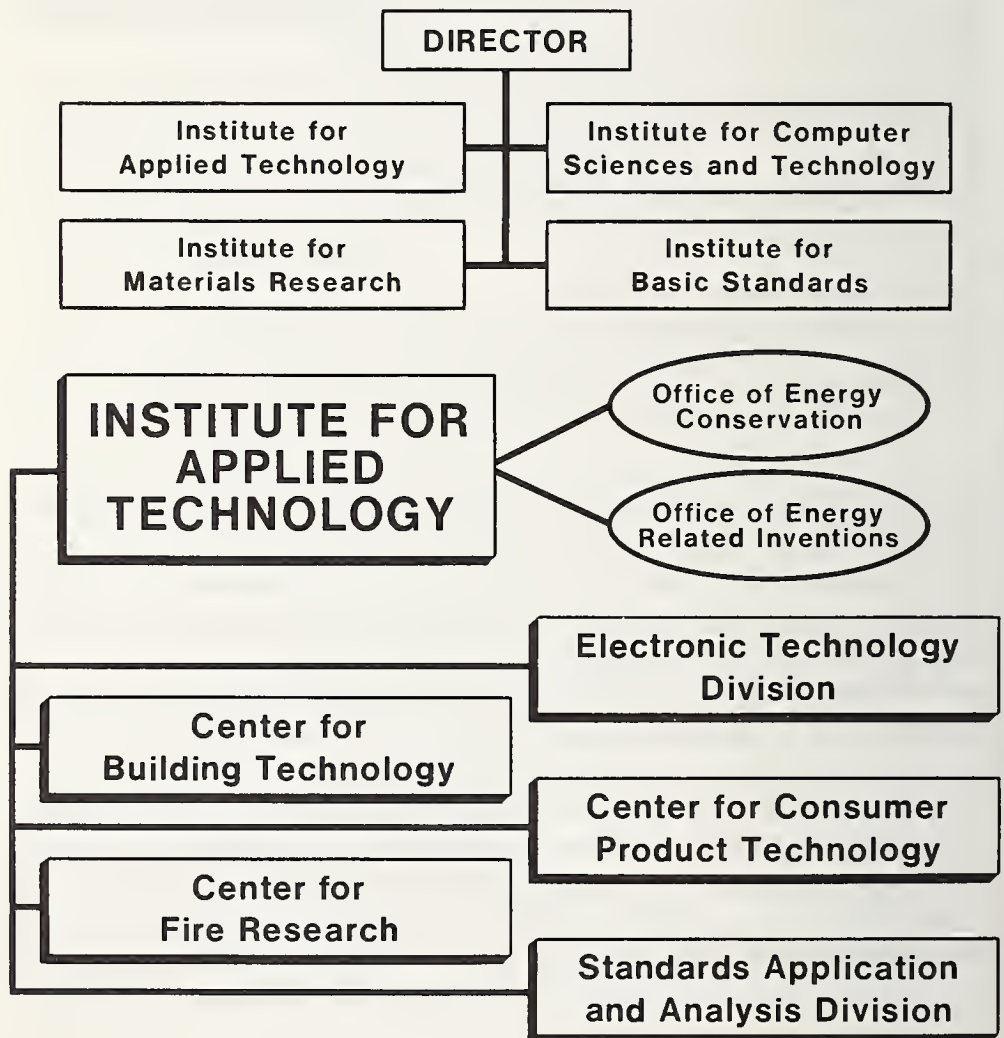 DIRECTOR
Institute for
Applied Technology
Institute for Computer
Sciences and Technology
Institute for
Materials Research
Institute for
Basic Standards
INSTITUTE FOR
APPLIED
TECHNOLOGY
Office of Energy
Conservation
Office of Energy
Related Inventions
Electronic Technology
Division
Center for
Building Technology
Center for Consumer
Product Technology
Center for
Fire Research
Standards Application
and Analysis Division